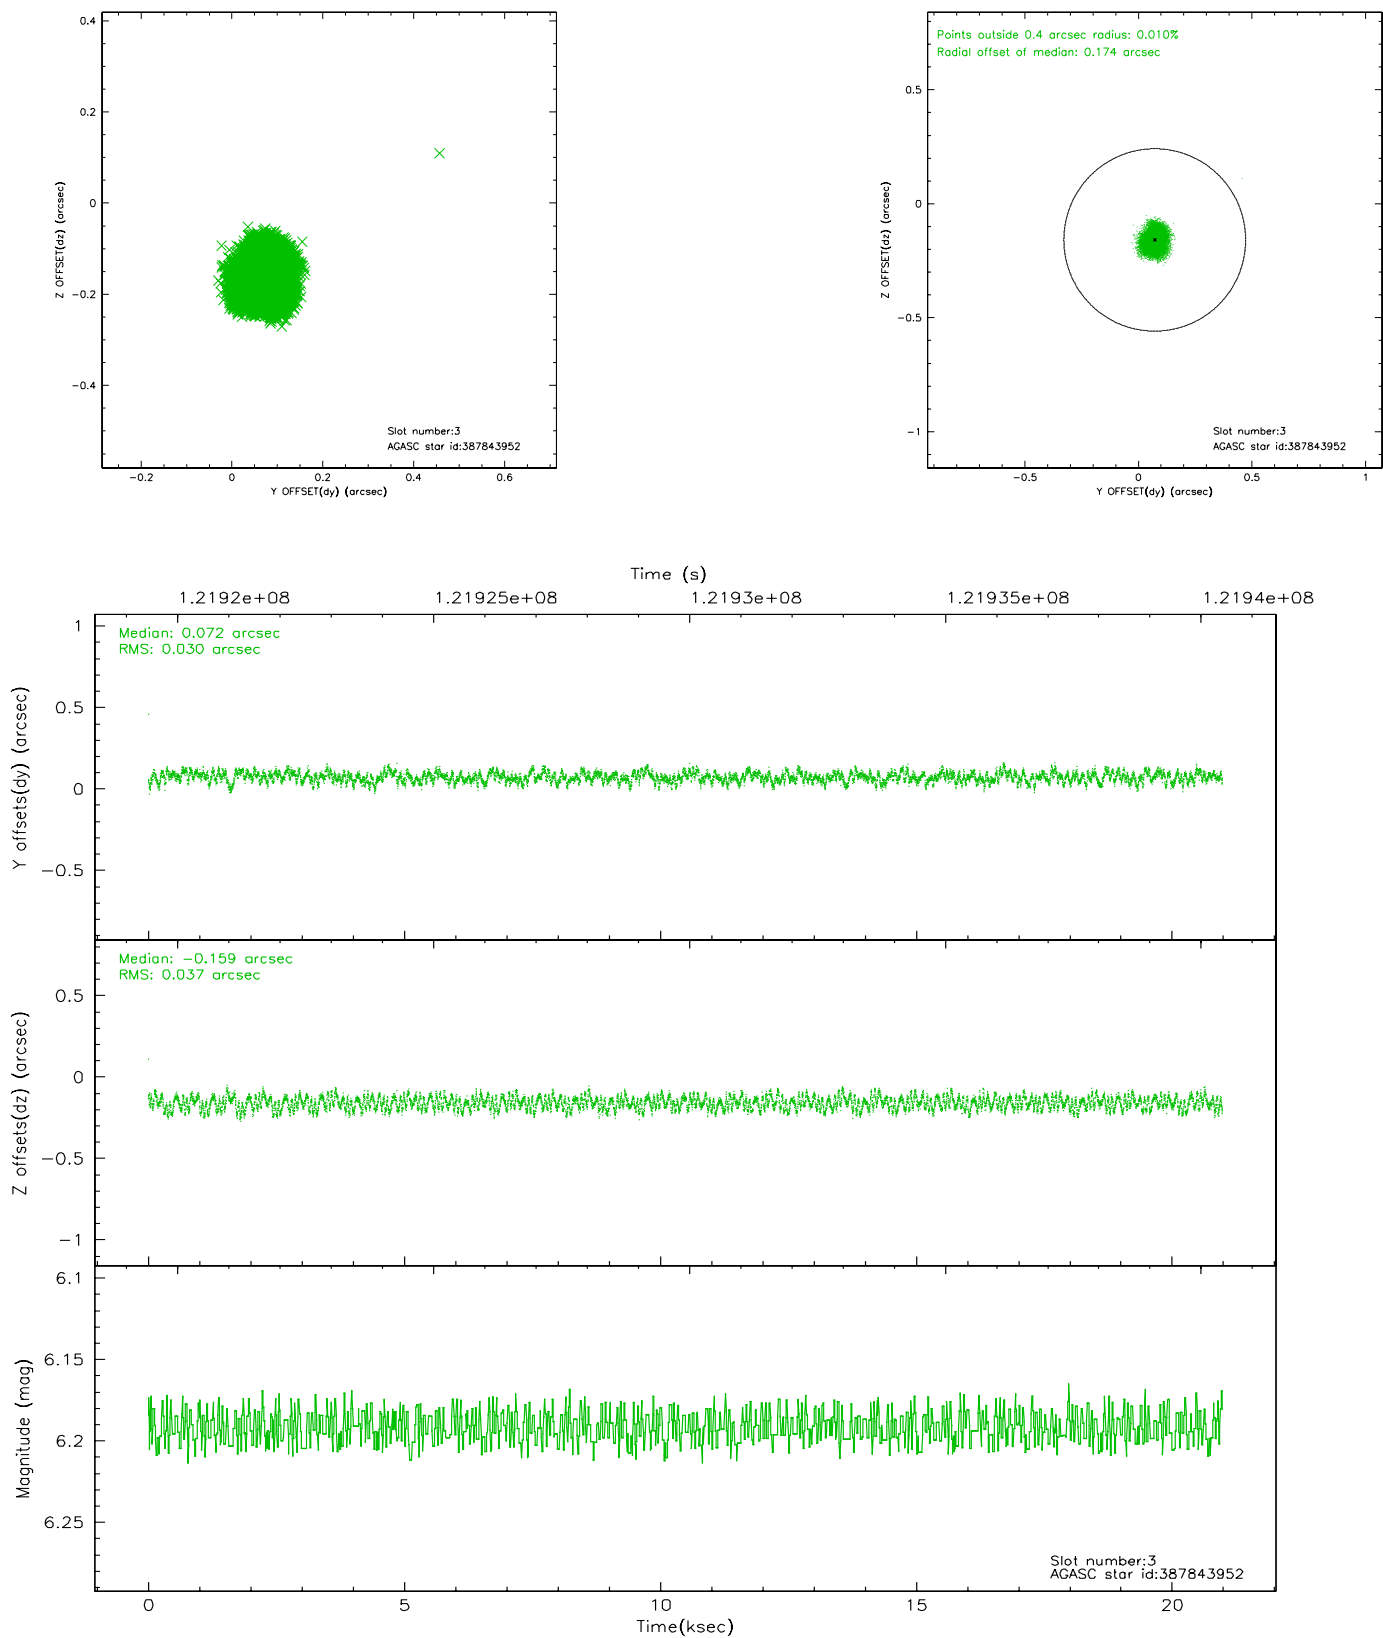 0.4
0.2
0
−0.2
−0.4
Z OFFSET(dz) (arcsec)
Slot number:3
AGASC star id:387843952
−0.2 0 0.2 0.4 0.6
Y OFFSET(dy) (arcsec)
Points outside 0.4 arcsec radius: 0.010%
Radial offset of median: 0.174 arcsec
0.5
0
−0.5
−1
Z OFFSET(dz) (arcsec)
Slot number:3
AGASC star id:387843952
−0.5 0 0.5 1
Y OFFSET(dy) (arcsec)
Time (s)
1.2192e+08 1.21925e+08 1.2193e+08 1.21935e+08 1.2194e+08
Median: 0.072 arcsec
RMS: 0.030 arcsec
1
0.5
0
−0.5
Y offsets(dy) (arcsec)
Median: −0.159 arcsec
RMS: 0.037 arcsec
0.5
0
−0.5
−1
Z offsets(dz) (arcsec)
6.1
6.15
6.2
6.25
Magnitude (mag)
Slot number:3
AGASC star id:387843952
0 5 10 15 20
Time(ksec)